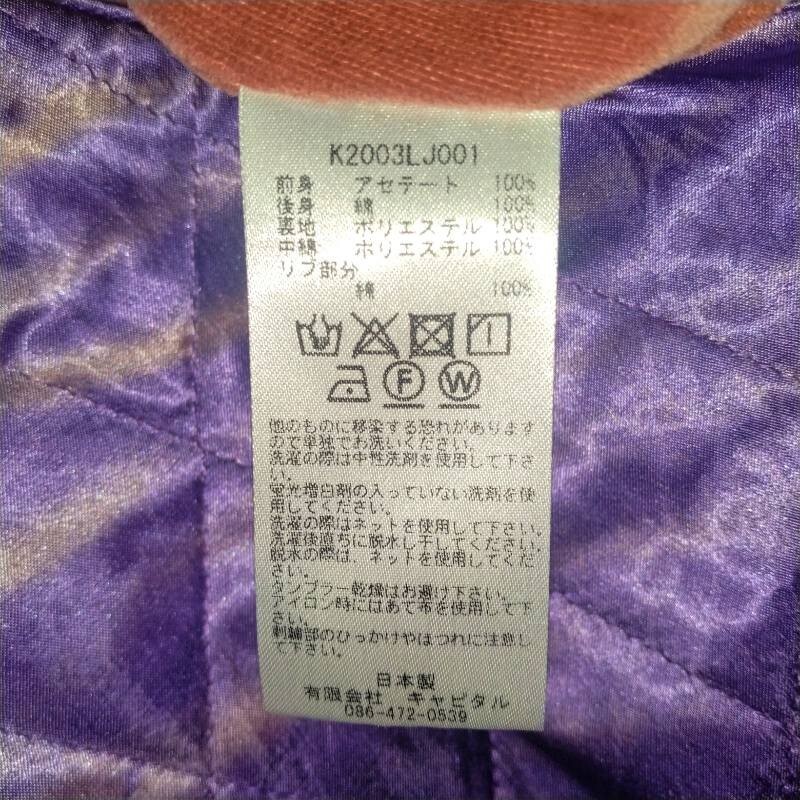 K2003LJ001
前身 アセテート 100%
後身 綿 100%
裏地 ポリエステル 100%
中綿 ポリエステル 100%
リブ部分
綿 100%
F W
他のものに移染する恐れがあります
ので単独でお洗いください。
洗濯の際は中性洗剤を使用して下さ
い。
蛍光増白剤の入っていない洗剤を使
用してください。
洗濯の際はネットを使用して下さい。
洗濯後直ちに脱水し干してください。
脱水の際は、ネットを使用してくだ
さい。
タンブラー乾燥はお避け下さい。
アイロン時にはあて布を使用して下
さい。
刺繍部のひっかけやほつれに注意し
て下さい。
日本製
有限会社 キャピタル
086-472-0539